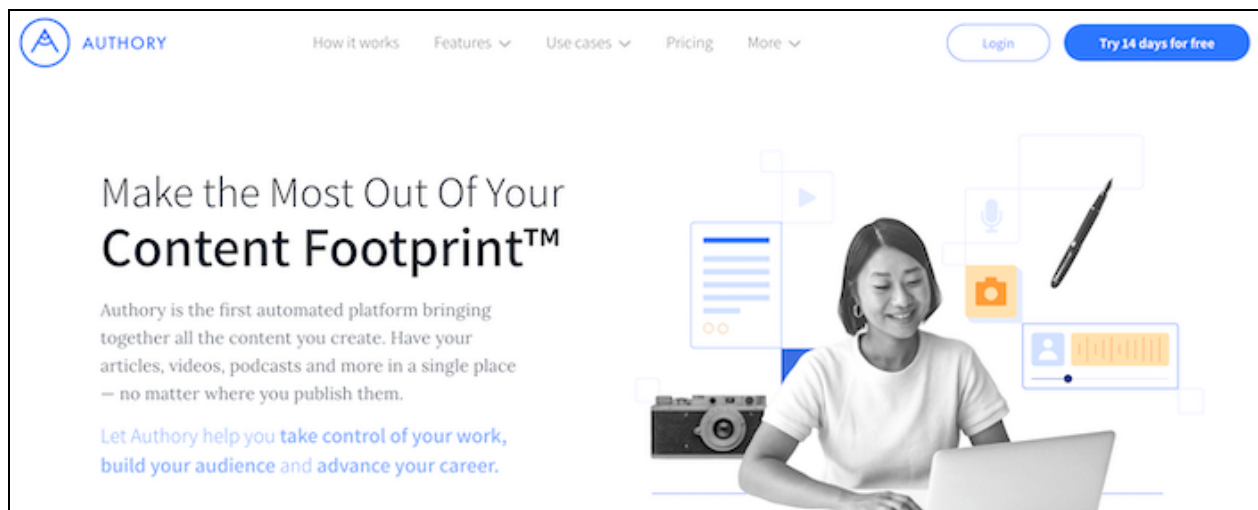 AUTHORY
How it works
Features
Use cases
Pricing
More
Login
Try 14 days for free
Make the Most Out Of Your
Content Footprint™
Authory is the first automated platform bringing
together all the content you create. Have your
articles, videos, podcasts and more in a single place
— no matter where you publish them.
Let Authory help you take control of your work,
build your audience and advance your career.